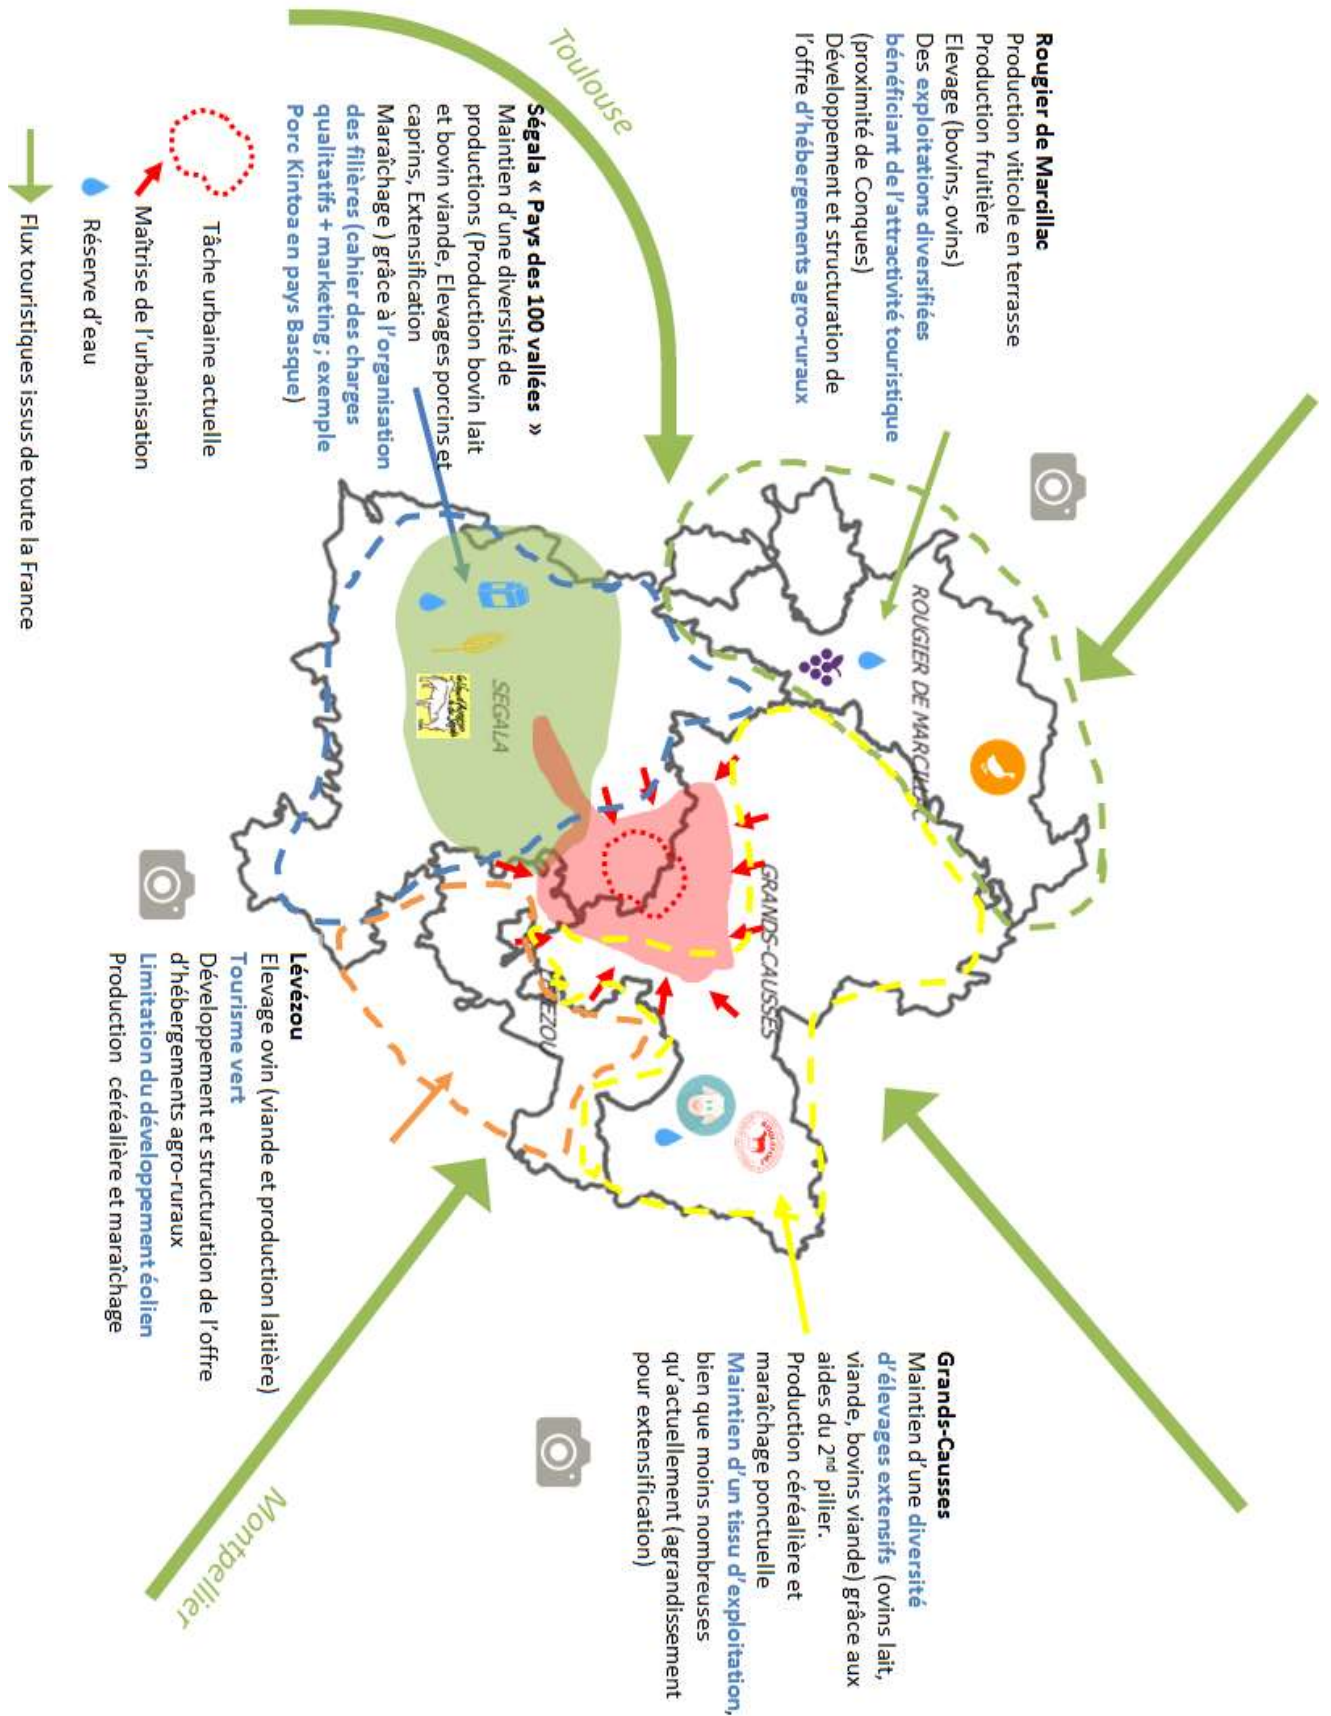 Rougier de Marcillac
Production viticole en terrasse
Production fruitière
Elevage (bovins, ovins)
Des exploitations diversifiées
bénéficiant de l'attractivité touristique
(proximité de Conques)
Développement et structuration de
l'offre d'hébergements agro-ruraux
Toulouse
Ségala « Pays des 100 vallées »
Maintien d'une diversité de
productions (Production bovin lait
et bovin viande, Elevages porcins et
caprins, Extensification
Maraîchage ) grâce à l'organisation
des filières (cahier des charges
qualitatifs + marketing ; exemple
Porc Kintoa en pays Basque)
Tâche urbaine actuelle
Maîtrise de l'urbanisation
Réserve d'eau
Flux touristiques issus de toute la France
ROUGIER DE MARCILLAC
SEGALA
GRANDS-CAUSSES
EZOU
Grands-Causses
Maintien d'une diversité
d'élevages extensifs (ovins lait,
viande, bovins viande) grâce aux
aides du 2nd pilier.
Production céréalière et
maraîchage ponctuelle
Maintien d'un tissu d'exploitation,
bien que moins nombreuses
qu'actuellement (agrandissement
pour extensification)
Lévézou
Elevage ovin (viande et production laitière)
Tourisme vert
Développement et structuration de l'offre
d'hébergements agro-ruraux
Limitation du développement éolien
Production céréalière et maraîchage
Montpellier